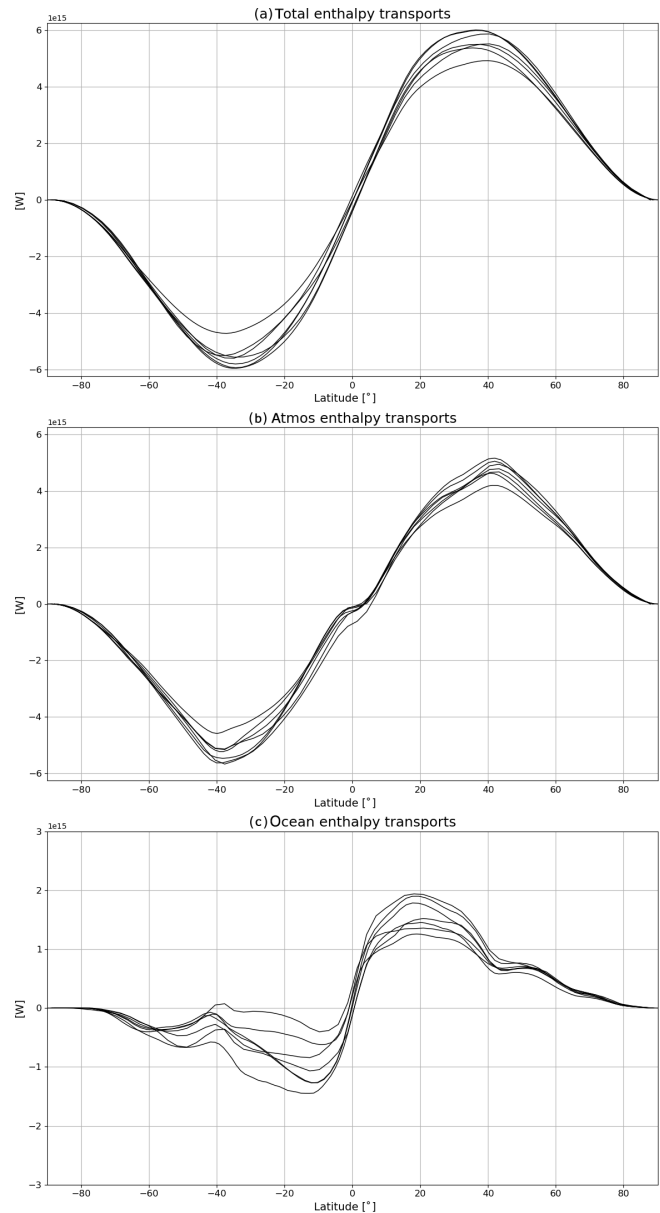 (a) Total enthalpy transports
1e15
6
4
2
0
−2
−4
−6
[W]
−80 −60 −40 −20 0 20 40 60 80
Latitude [˚]
(b) Atmos enthalpy transports
1e15
6
4
2
0
−2
−4
−6
[W]
−80 −60 −40 −20 0 20 40 60 80
Latitude [˚]
(c) Ocean enthalpy transports
1e15
3
2
1
0
−1
−2
−3
[W]
−80 −60 −40 −20 0 20 40 60 80
Latitude [˚]